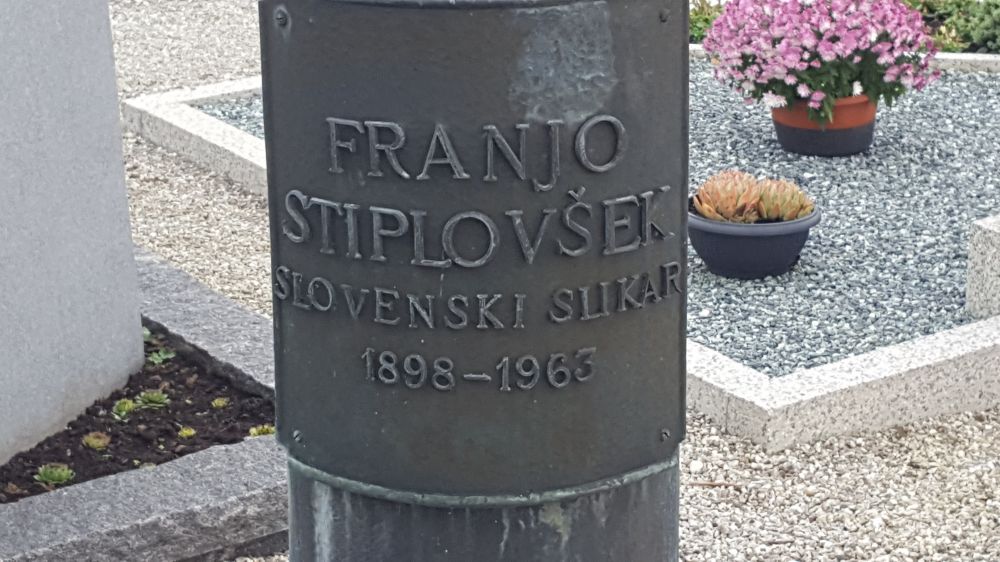 FRANJO
STIPLOVŠEK
SLOVENSKI SLIKAR
1898-1963